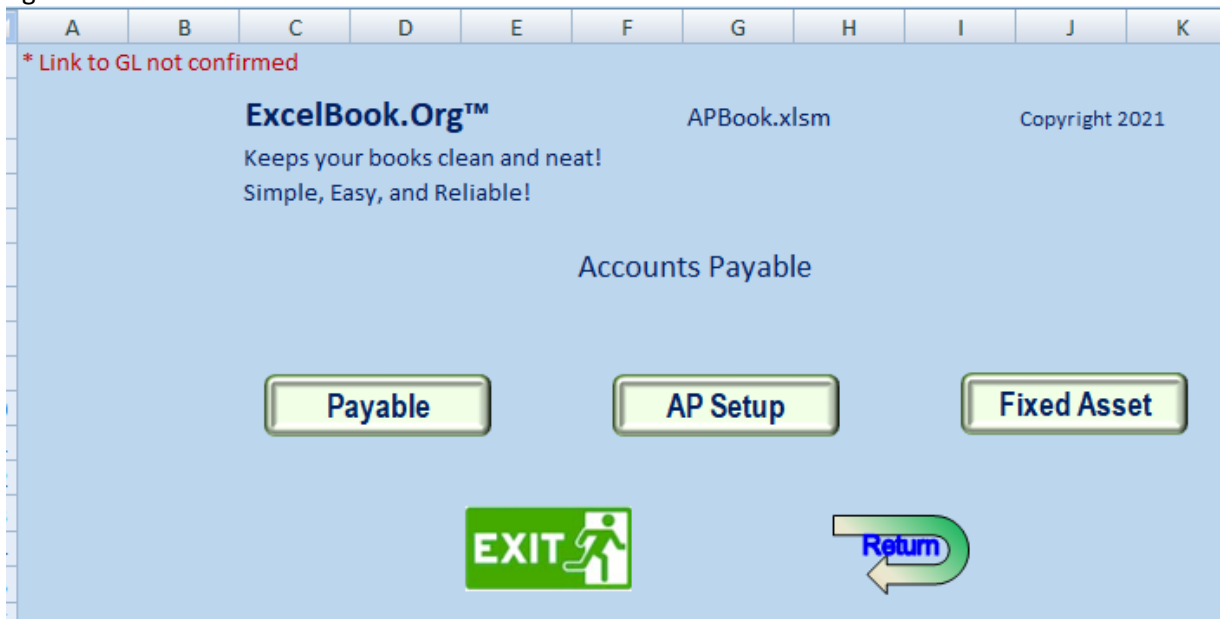 A B C D E F G H I J K
* Link to GL not confirmed
ExcelBook.Org™ APBook.xlsm Copyright 2021
Keeps your books clean and neat!
Simple, Easy, and Reliable!
Accounts Payable
Payable AP Setup Fixed Asset
EXIT Return